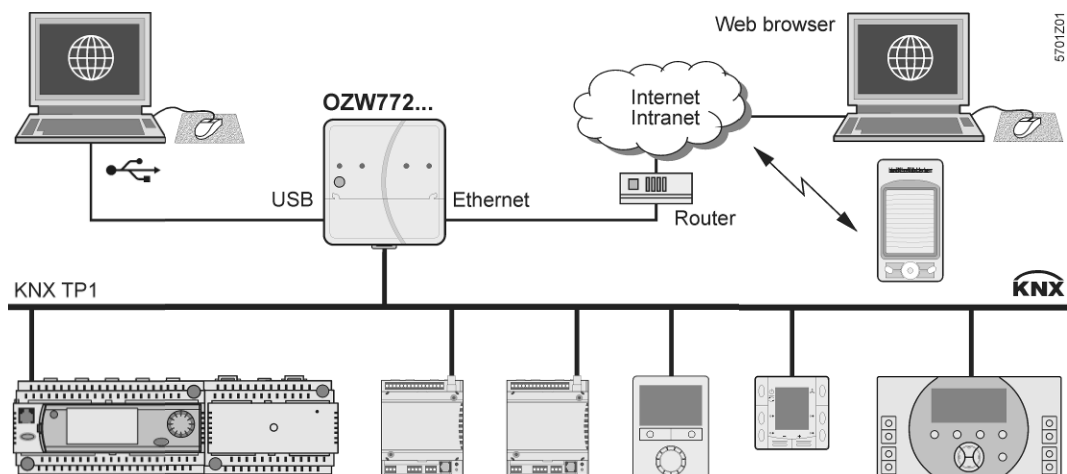 Web browser
5701Z01
OZW772...
Internet
Intranet
USB
Ethernet
Router
KNX TP1
KNX